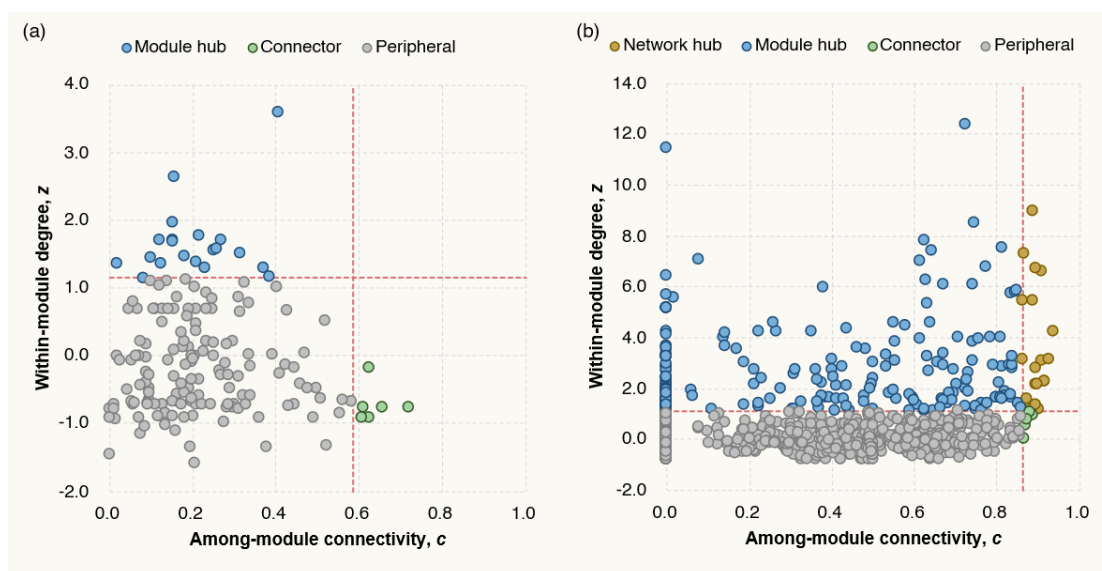 (a)
Module hub Connector Peripheral
4.0
3.0
2.0
1.0
0.0
-1.0
-2.0
Within-module degree, z
0.0 0.2 0.4 0.6 0.8 1.0
Among-module connectivity, c
(b)
Network hub Module hub Connector Peripheral
14.0
12.0
10.0
8.0
6.0
4.0
2.0
0.0
-2.0
Within-module degree, z
0.0 0.2 0.4 0.6 0.8 1.0
Among-module connectivity, c